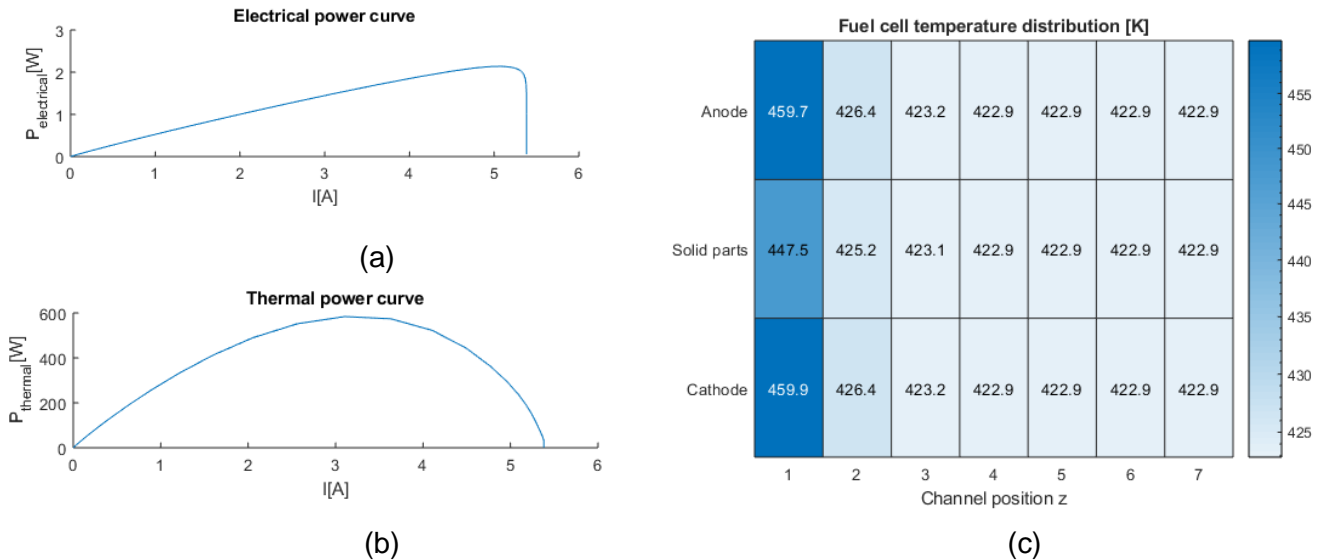 Electrical power curve
3
2
1
0
P_electrical[W]
0 1 2 3 4 5 6
I[A]
(a)
Thermal power curve
600
400
200
0
P_thermal[W]
0 1 2 3 4 5 6
I[A]
(b)
Fuel cell temperature distribution [K]
Anode 459.7 426.4 423.2 422.9 422.9 422.9 422.9
Solid parts 447.5 425.2 423.1 422.9 422.9 422.9 422.9
Cathode 459.9 426.4 423.2 422.9 422.9 422.9 422.9
1 2 3 4 5 6 7
Channel position z
455
450
445
440
435
430
425
(c)